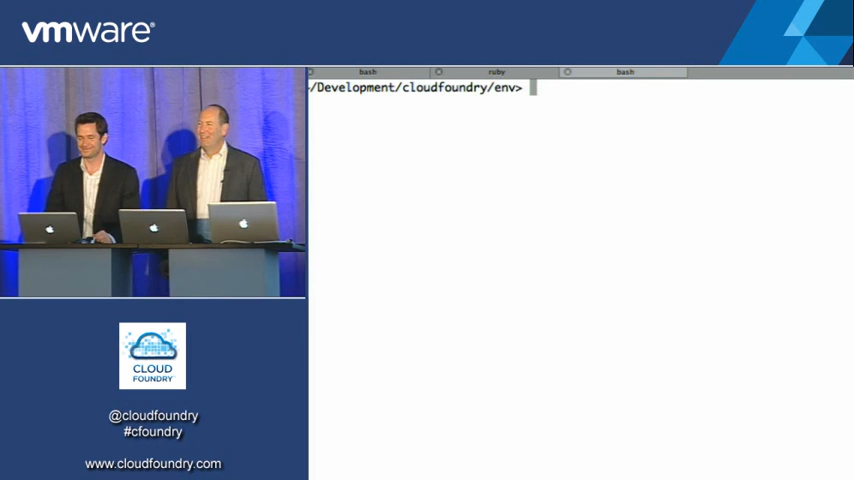 vmware®
bash
ruby
bash
~/Development/cloudfoundry/env>
CLOUD
FOUNDRY
@cloudfoundry
#cfoundry
www.cloudfoundry.com